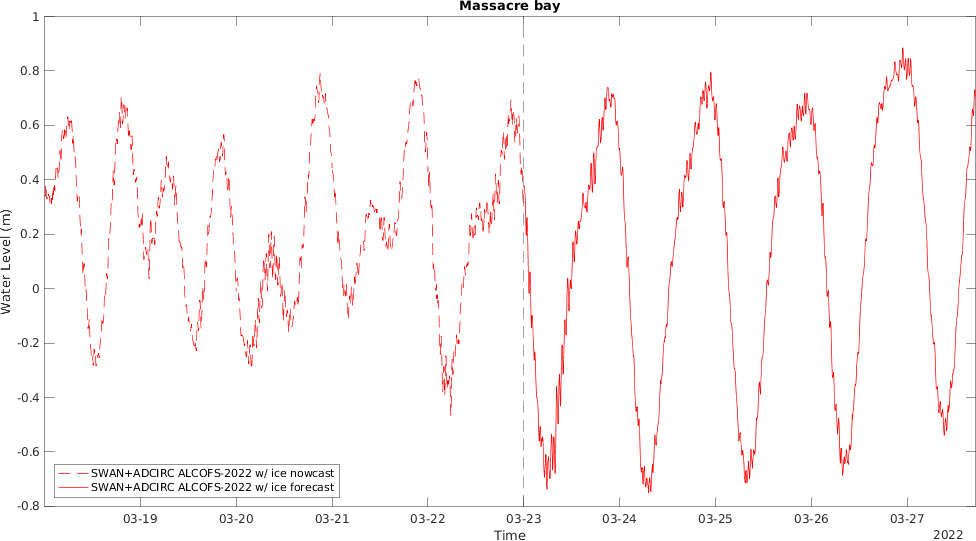 Massacre bay
1
0.8
0.6
0.4
0.2
0
-0.2
-0.4
-0.6
-0.8
Water Level (m)
SWAN+ADCIRC ALCOFS-2022 w/ ice nowcast
SWAN+ADCIRC ALCOFS-2022 w/ ice forecast
03-19 03-20 03-21 03-22 03-23 03-24 03-25 03-26 03-27
Time
2022